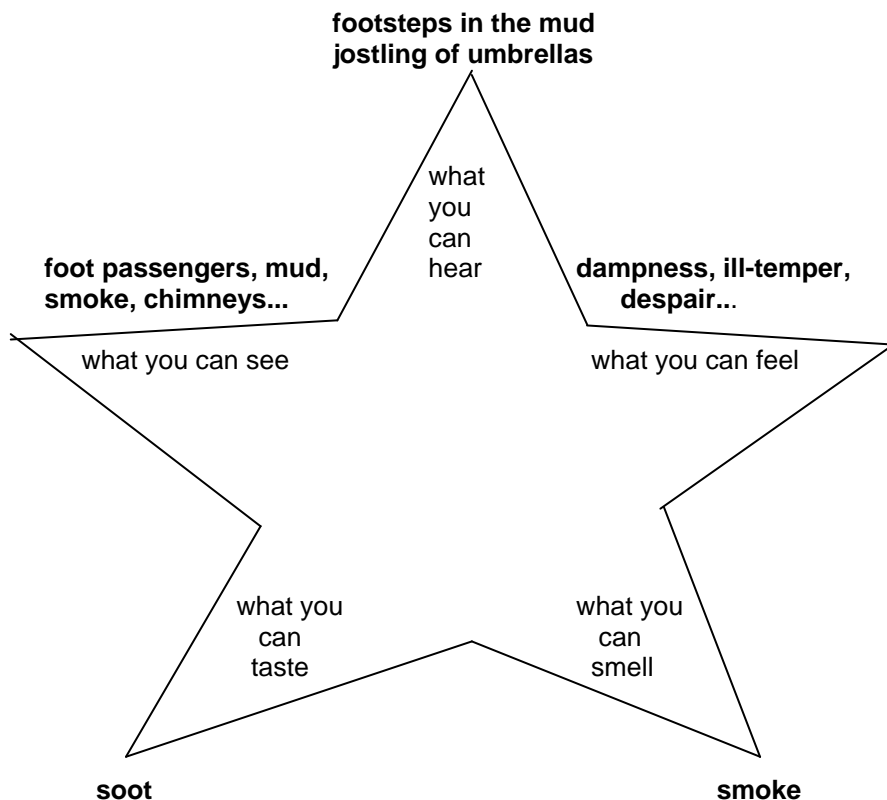 footsteps in the mud
jostling of umbrellas
what
you
can
hear
foot passengers, mud,
smoke, chimneys...
dampness, ill-temper,
despair...
what you can see
what you can feel
what you
can
taste
what you
can
smell
soot
smoke